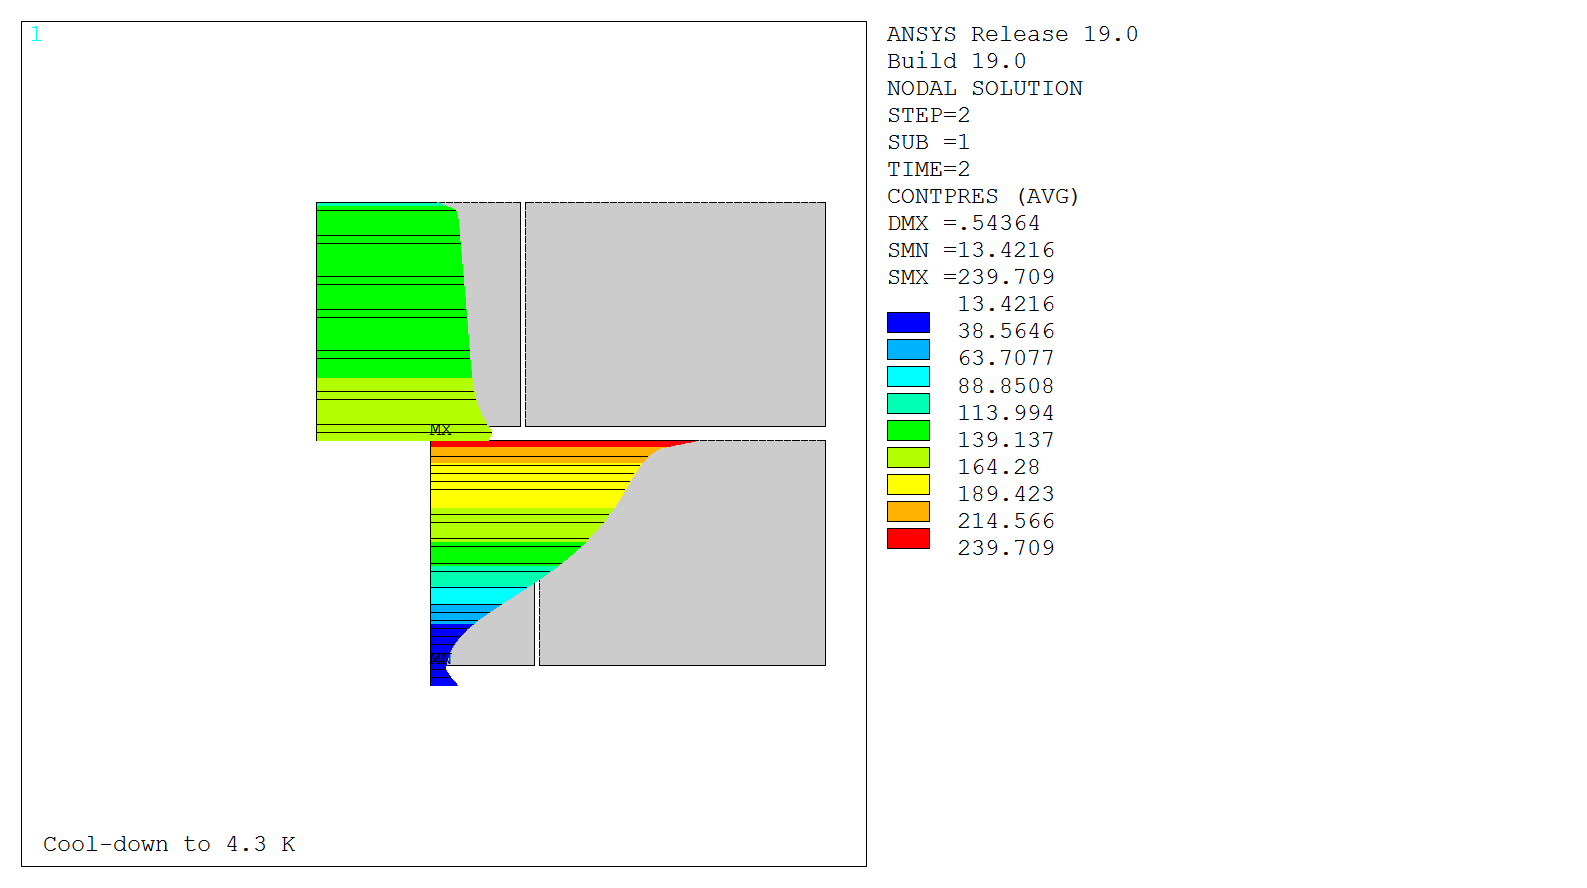 1
ANSYS Release 19.0
Build 19.0
NODAL SOLUTION
STEP=2
SUB =1
TIME=2
CONTPRES (AVG)
DMX =.54364
SMN =13.4216
SMX =239.709
13.4216
38.5646
63.7077
88.8508
113.994
139.137
164.28
189.423
214.566
239.709
MX
MN
Cool-down to 4.3 K